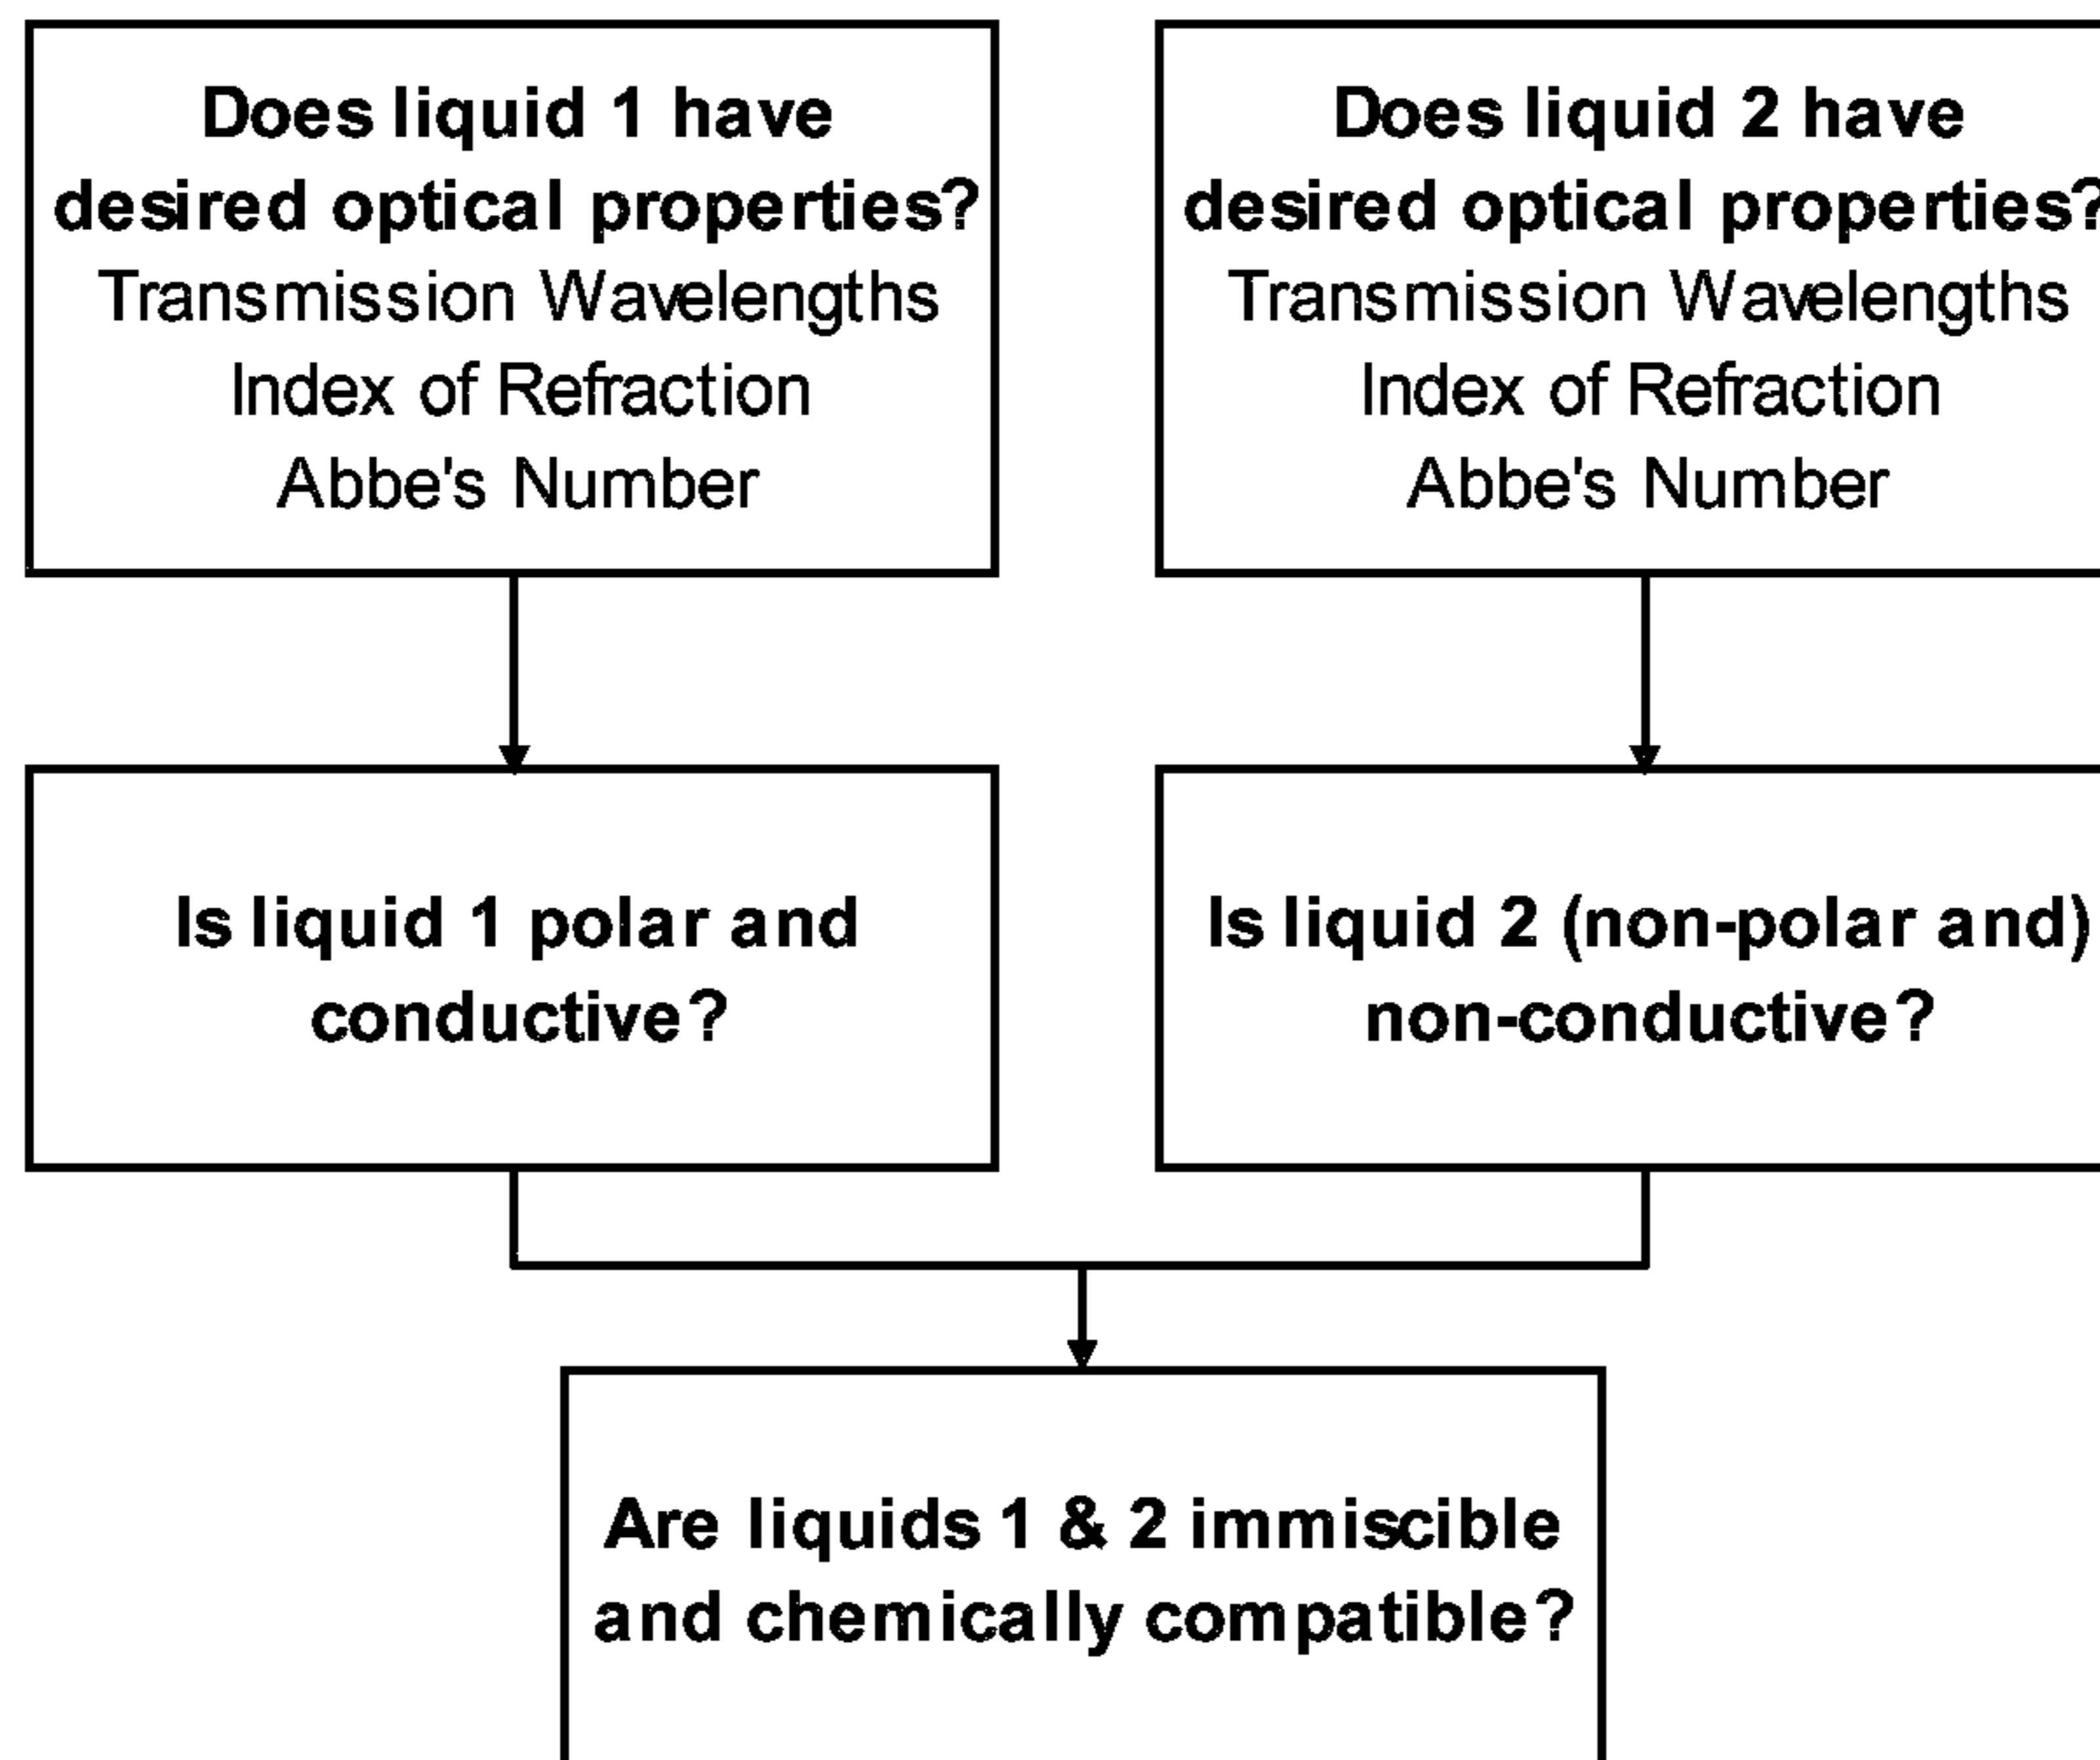 Does liquid 1 have
desired optical properties?
Transmission Wavelengths
Index of Refraction
Abbe's Number
Does liquid 2 have
desired optical properties?
Transmission Wavelengths
Index of Refraction
Abbe's Number
Is liquid 1 polar and
conductive?
Is liquid 2 (non-polar and)
non-conductive?
Are liquids 1 & 2 immiscible
and chemically compatible?